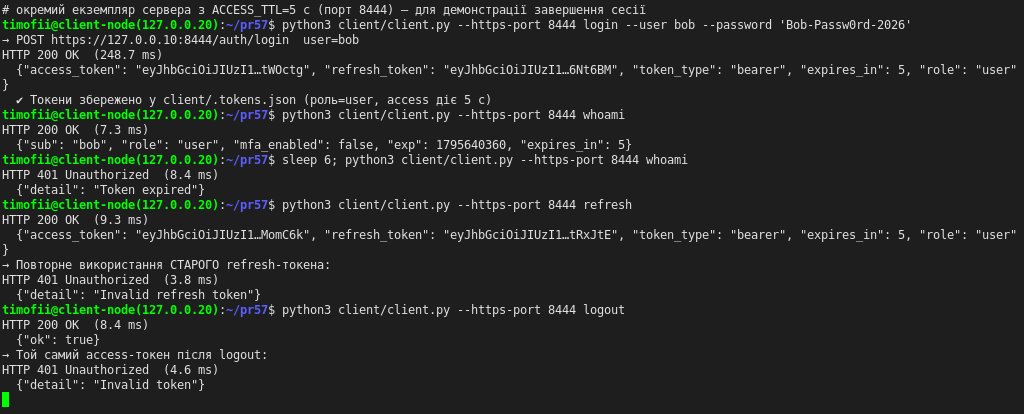 # окремий екземпляр сервера з ACCESS_TTL=5 с (порт 8444) — для демонстрації завершення сесії
timofii@client-node(127.0.0.20):~/pr57$ python3 client/client.py --https-port 8444 login --user bob --password 'Bob-Passw0rd-2026'
→ POST https://127.0.0.10:8444/auth/login  user=bob
HTTP 200 OK  (248.7 ms)
  {"access_token": "eyJhbGciOiJIUzI1…tWOctg", "refresh_token": "eyJhbGciOiJIUzI1…6Nt6BM", "token_type": "bearer", "expires_in": 5, "role": "user"
}
  ✔ Токени збережено у client/.tokens.json (роль=user, access діє 5 с)
timofii@client-node(127.0.0.20):~/pr57$ python3 client/client.py --https-port 8444 whoami
HTTP 200 OK  (7.3 ms)
  {"sub": "bob", "role": "user", "mfa_enabled": false, "exp": 1795640360, "expires_in": 5}
timofii@client-node(127.0.0.20):~/pr57$ sleep 6; python3 client/client.py --https-port 8444 whoami
HTTP 401 Unauthorized  (8.4 ms)
  {"detail": "Token expired"}
timofii@client-node(127.0.0.20):~/pr57$ python3 client/client.py --https-port 8444 refresh
HTTP 200 OK  (9.3 ms)
  {"access_token": "eyJhbGciOiJIUzI1…MomC6k", "refresh_token": "eyJhbGciOiJIUzI1…tRxJtE", "token_type": "bearer", "expires_in": 5, "role": "user"
}
→ Повторне використання СТАРОГО refresh-токена:
HTTP 401 Unauthorized  (3.8 ms)
  {"detail": "Invalid refresh token"}
timofii@client-node(127.0.0.20):~/pr57$ python3 client/client.py --https-port 8444 logout
HTTP 200 OK  (8.4 ms)
  {"ok": true}
→ Той самий access-токен після logout:
HTTP 401 Unauthorized  (4.6 ms)
  {"detail": "Invalid token"}